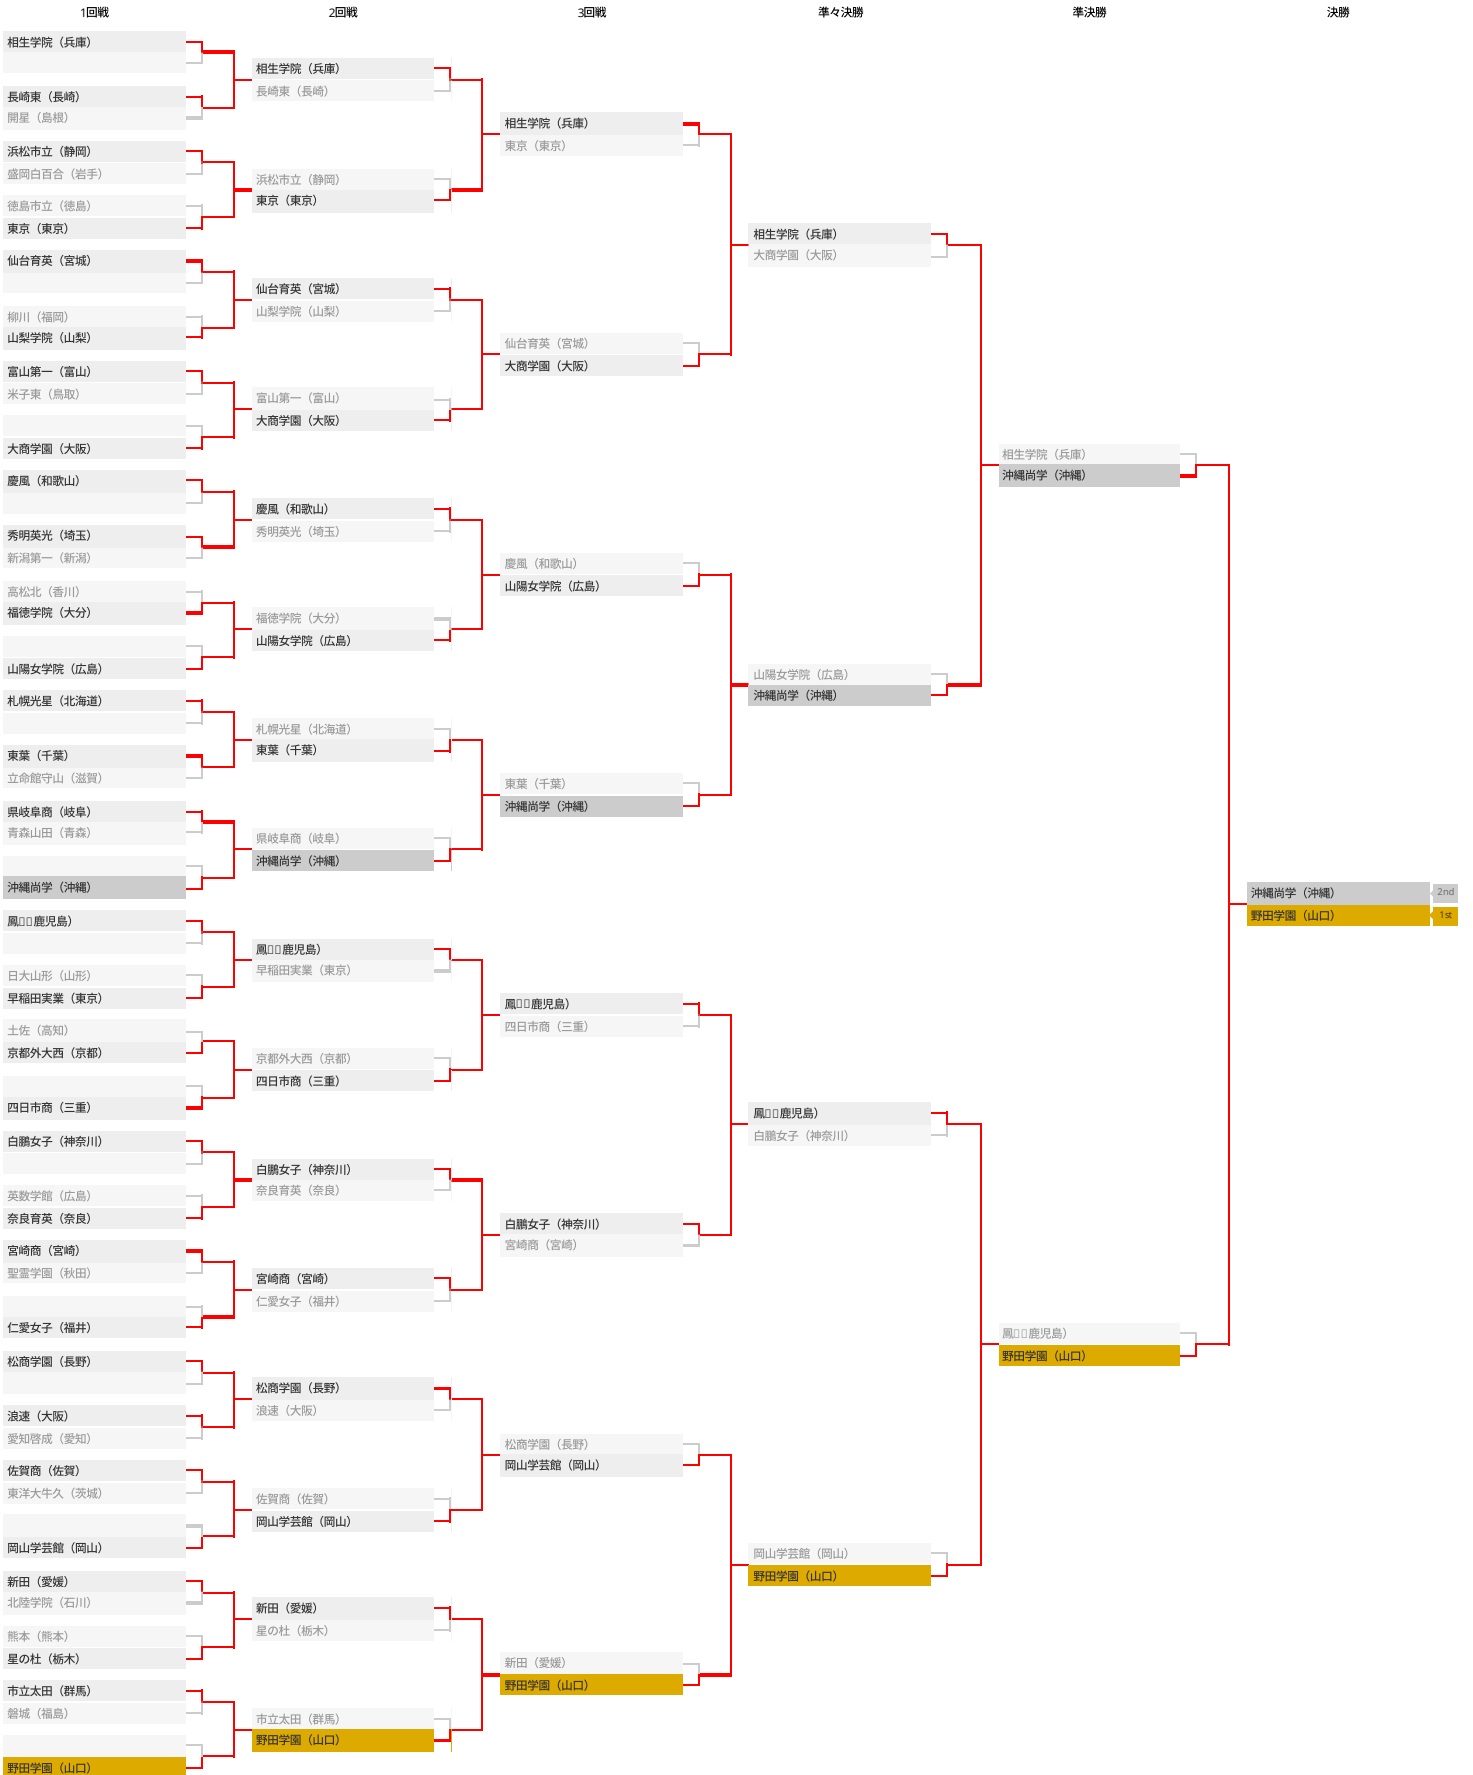 1回戦
2回戦
3回戦
準々決勝
準決勝
決勝
相生学院（兵庫）
長崎東（長崎）
開星（島根）
浜松市立（静岡）
盛岡白百合（岩手）
徳島市立（徳島）
東京（東京）
仙台育英（宮城）
柳川（福岡）
山梨学院（山梨）
富山第一（富山）
米子東（鳥取）
大商学園（大阪）
慶風（和歌山）
秀明英光（埼玉）
新潟第一（新潟）
高松北（香川）
福徳学院（大分）
山陽女学院（広島）
札幌光星（北海道）
東葉（千葉）
立命館守山（滋賀）
県岐阜商（岐阜）
青森山田（青森）
沖縄尚学（沖縄）
鳳□□鹿児島）
日大山形（山形）
早稲田実業（東京）
土佐（高知）
京都外大西（京都）
四日市商（三重）
白鵬女子（神奈川）
英数学館（広島）
奈良育英（奈良）
宮崎商（宮崎）
聖霊学園（秋田）
仁愛女子（福井）
松商学園（長野）
浪速（大阪）
愛知啓成（愛知）
佐賀商（佐賀）
東洋大牛久（茨城）
岡山学芸館（岡山）
新田（愛媛）
北陸学院（石川）
熊本（熊本）
星の杜（栃木）
市立太田（群馬）
磐城（福島）
野田学園（山口）
相生学院（兵庫）
長崎東（長崎）
浜松市立（静岡）
東京（東京）
仙台育英（宮城）
山梨学院（山梨）
富山第一（富山）
大商学園（大阪）
慶風（和歌山）
秀明英光（埼玉）
福徳学院（大分）
山陽女学院（広島）
札幌光星（北海道）
東葉（千葉）
県岐阜商（岐阜）
沖縄尚学（沖縄）
鳳□□鹿児島）
早稲田実業（東京）
京都外大西（京都）
四日市商（三重）
白鵬女子（神奈川）
奈良育英（奈良）
宮崎商（宮崎）
仁愛女子（福井）
松商学園（長野）
浪速（大阪）
佐賀商（佐賀）
岡山学芸館（岡山）
新田（愛媛）
星の杜（栃木）
市立太田（群馬）
野田学園（山口）
相生学院（兵庫）
東京（東京）
仙台育英（宮城）
大商学園（大阪）
慶風（和歌山）
山陽女学院（広島）
東葉（千葉）
沖縄尚学（沖縄）
鳳□□鹿児島）
四日市商（三重）
白鵬女子（神奈川）
宮崎商（宮崎）
松商学園（長野）
岡山学芸館（岡山）
新田（愛媛）
野田学園（山口）
相生学院（兵庫）
大商学園（大阪）
山陽女学院（広島）
沖縄尚学（沖縄）
鳳□□鹿児島）
白鵬女子（神奈川）
岡山学芸館（岡山）
野田学園（山口）
相生学院（兵庫）
沖縄尚学（沖縄）
鳳□□鹿児島）
野田学園（山口）
沖縄尚学（沖縄）
2nd
野田学園（山口）
1st